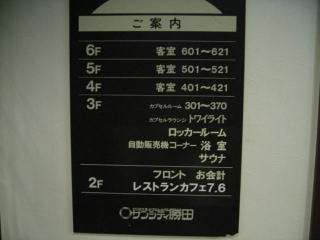 ご案内
6F 客室 601〜621
5F 客室 501〜521
4F 客室 401〜421
3F カプセルルーム 301〜370
カプセルラウンジ トワイライト
ロッカールーム
自動販売機コーナー 浴室
サウナ
2F フロント お会計
レストランカフェ7.6
サンシティ勝田